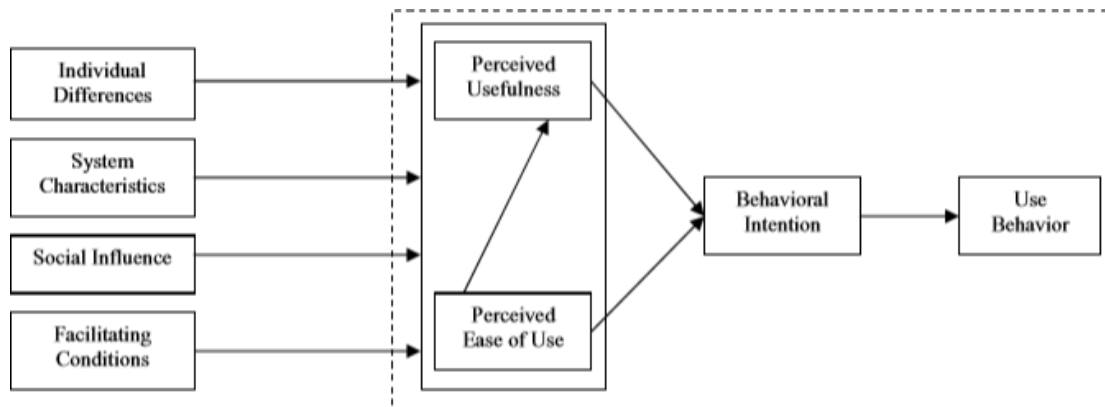 Individual
Differences
System
Characteristics
Social Influence
Facilitating
Conditions
Perceived
Usefulness
Perceived
Ease of Use
Behavioral
Intention
Use
Behavior